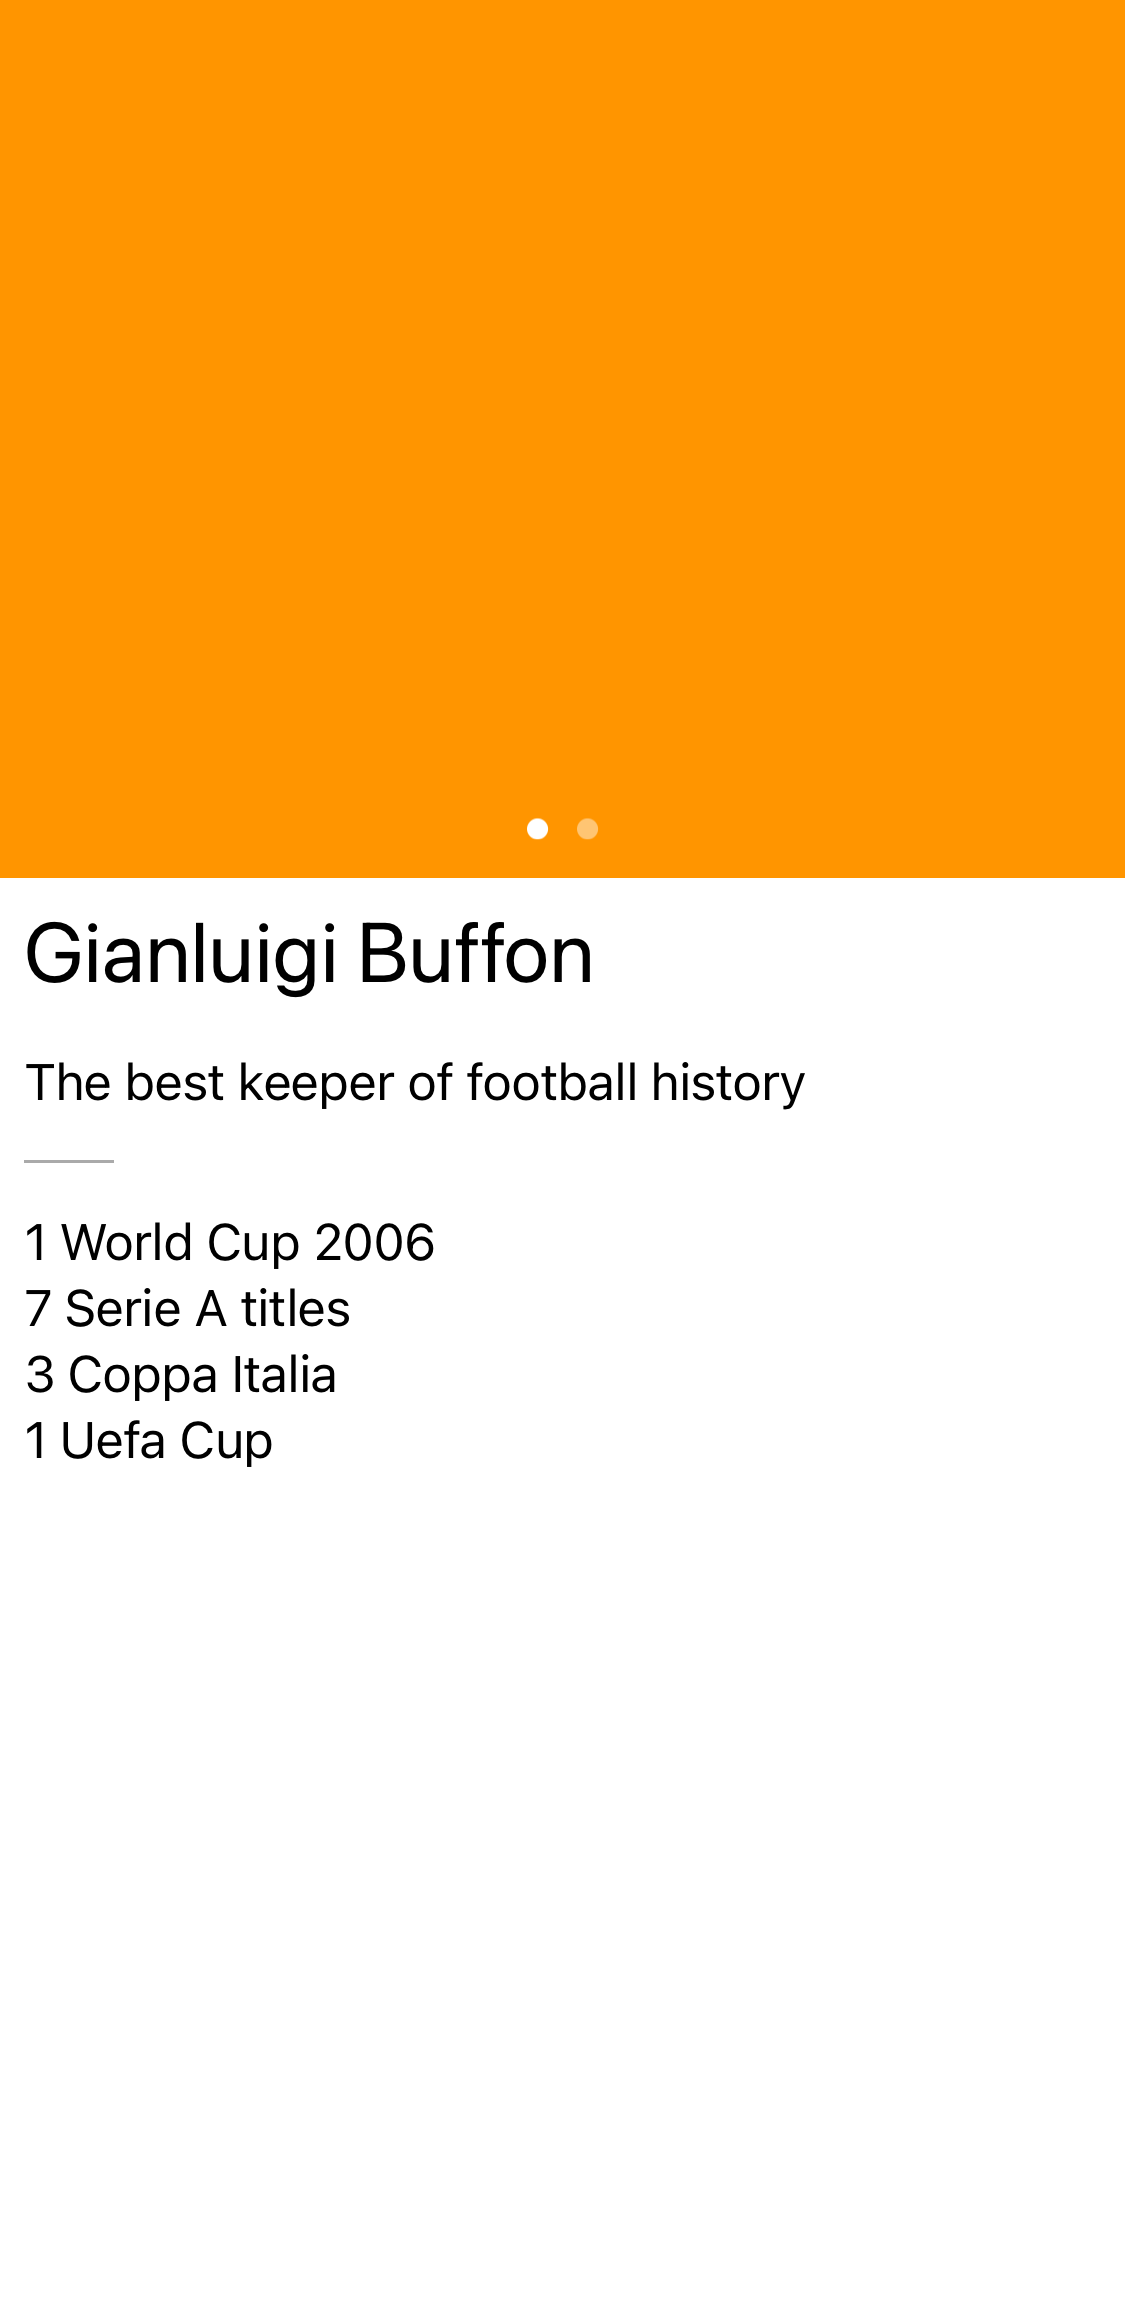 Gianluigi Buffon
The best keeper of football history
1 World Cup 2006
7 Serie A titles
3 Coppa Italia
1 Uefa Cup